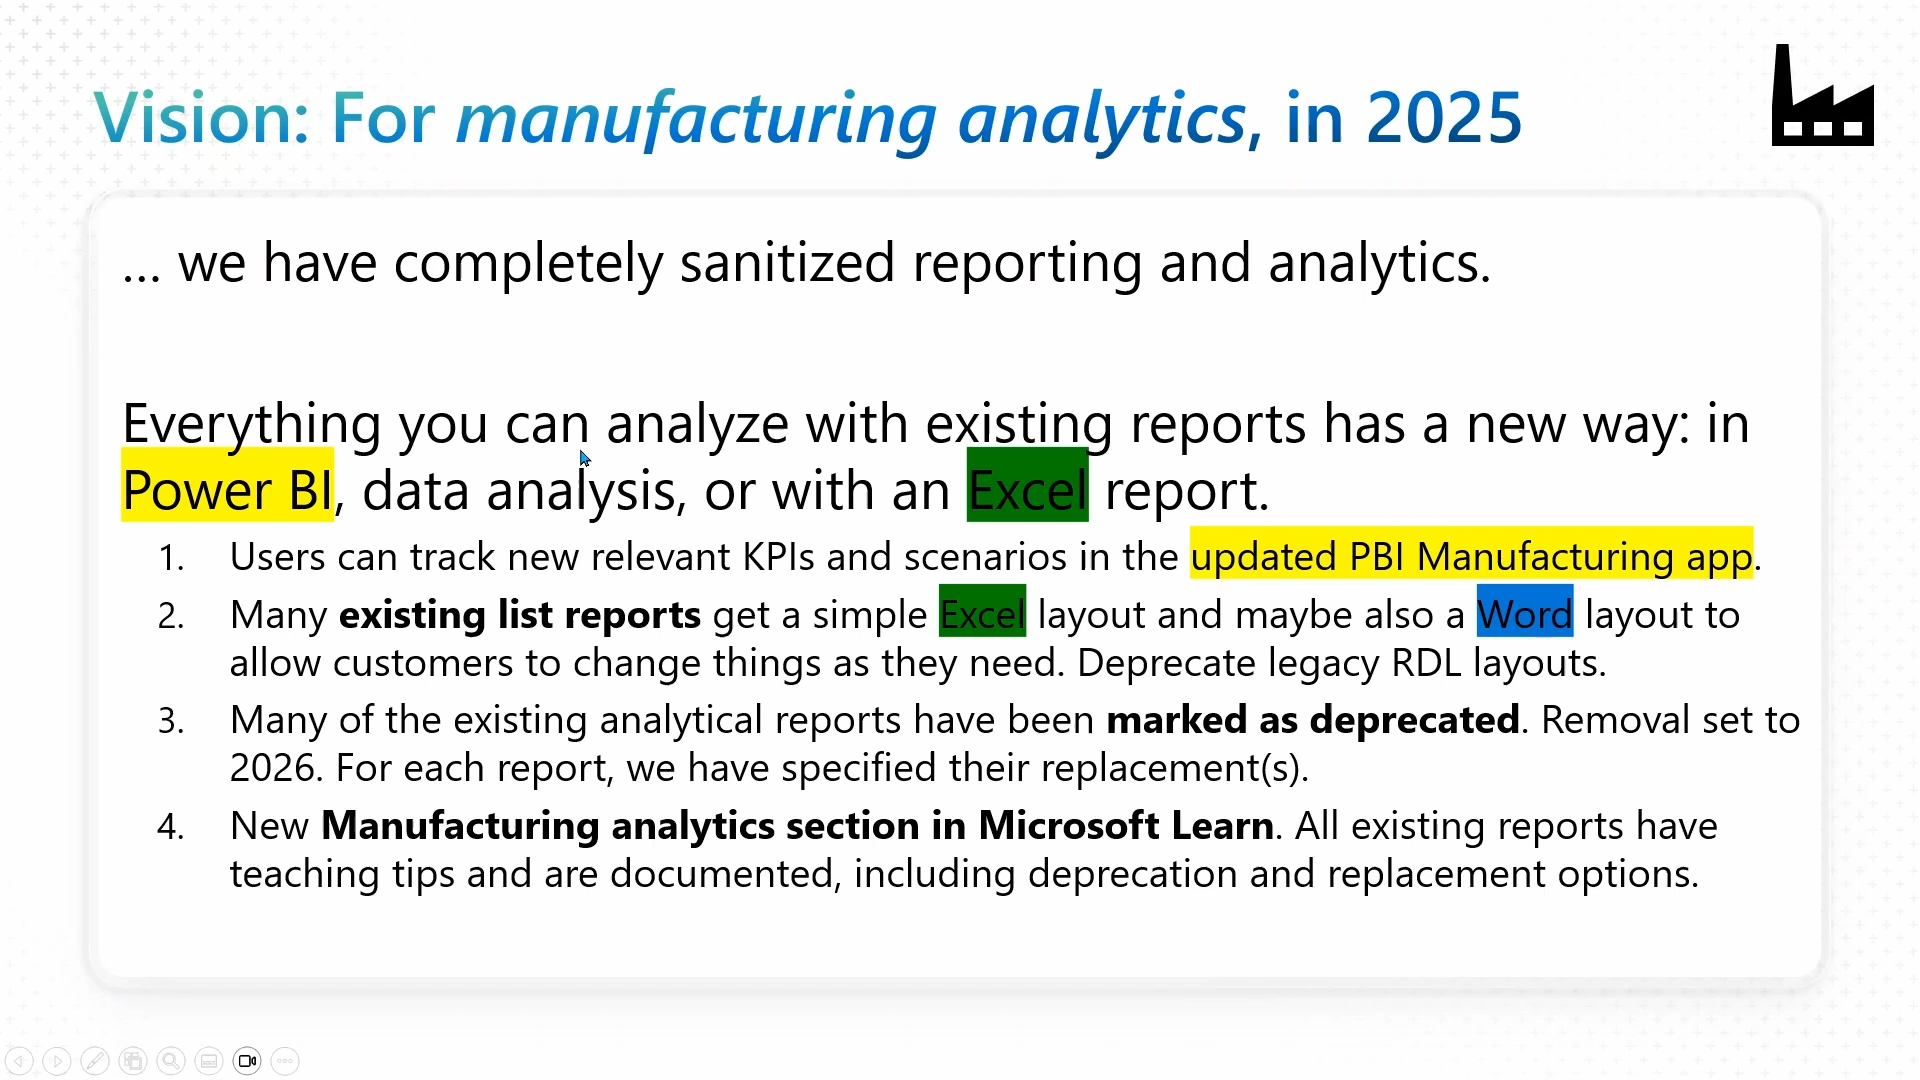 Vision: For manufacturing analytics, in 2025
... we have completely sanitized reporting and analytics.
Everything you can analyze with existing reports has a new way: in
Power BI, data analysis, or with an Excel report.
1. Users can track new relevant KPIs and scenarios in the updated PBI Manufacturing app.
2. Many existing list reports get a simple Excel layout and maybe also a Word layout to
allow customers to change things as they need. Deprecate legacy RDL layouts.
3. Many of the existing analytical reports have been marked as deprecated. Removal set to
2026. For each report, we have specified their replacement(s).
4. New Manufacturing analytics section in Microsoft Learn. All existing reports have
teaching tips and are documented, including deprecation and replacement options.